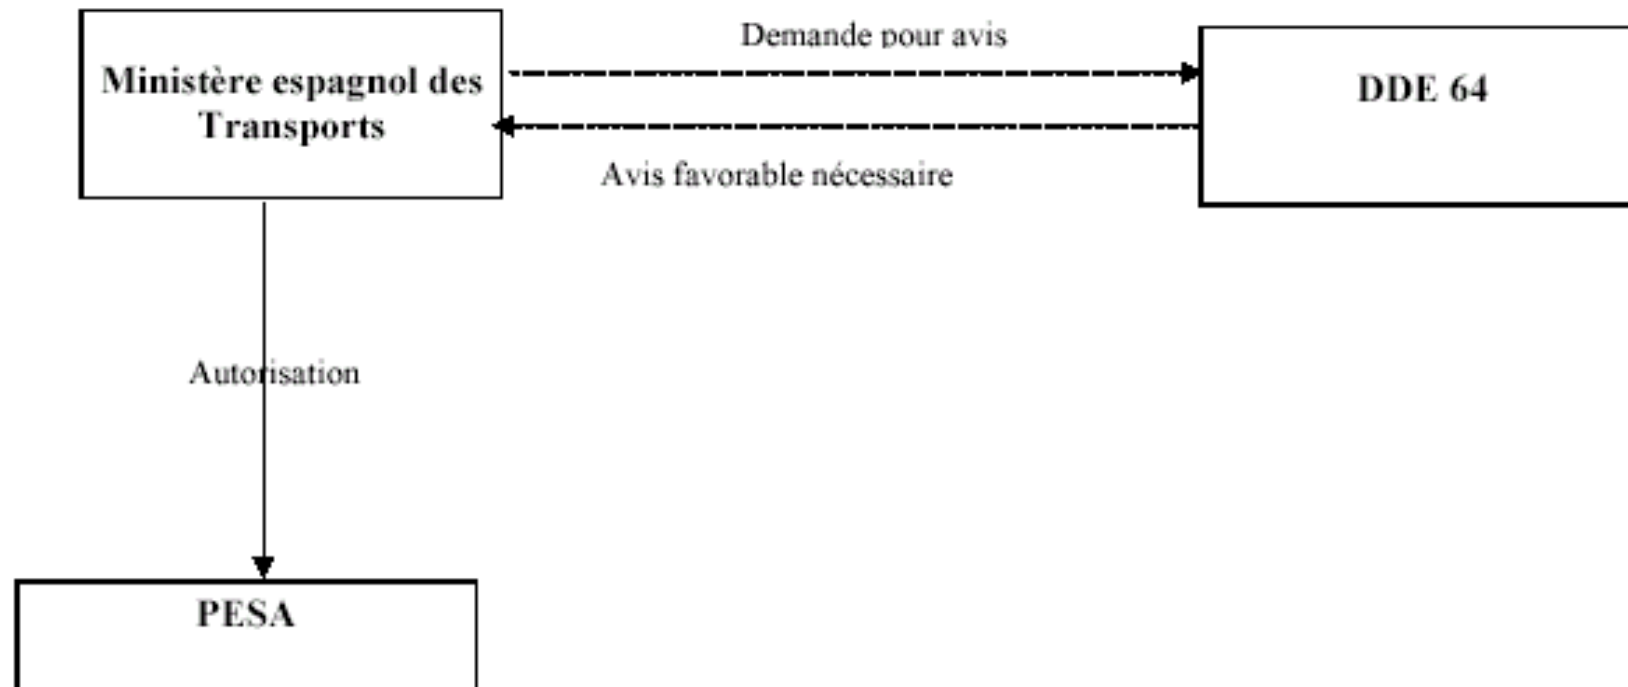 Demande pour avis
Ministère espagnol des
Transports
DDE 64
Avis favorable nécessaire
Autorisation
PESA